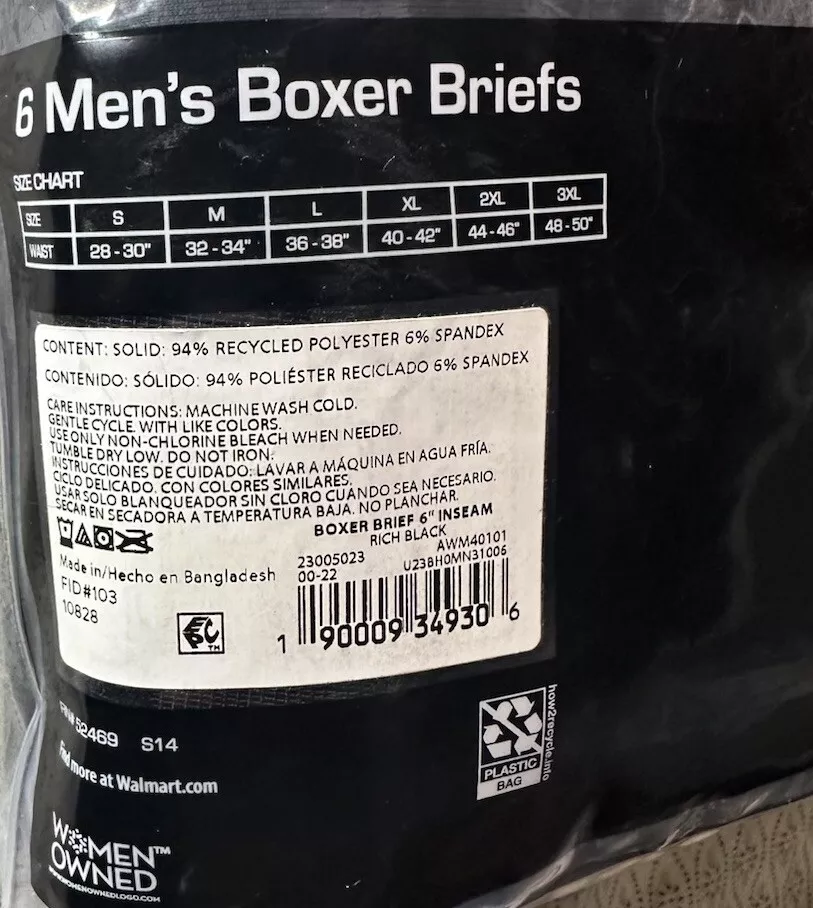 6 Men's Boxer Briefs
SIZE CHART
SIZE S M L XL 2XL 3XL
WAIST 28-30" 32-34" 36-38" 40-42" 44-46" 48-50"
CONTENT: SOLID: 94% RECYCLED POLYESTER 6% SPANDEX
CONTENIDO: SÓLIDO: 94% POLIÉSTER RECICLADO 6% SPANDEX
CARE INSTRUCTIONS: MACHINE WASH COLD.
GENTLE CYCLE. WITH LIKE COLORS.
USE ONLY NON-CHLORINE BLEACH WHEN NEEDED.
TUMBLE DRY LOW. DO NOT IRON.
INSTRUCCIONES DE CUIDADO: LAVAR A MÁQUINA EN AGUA FRÍA.
CICLO DELICADO. CON COLORES SIMILARES.
USAR SOLO BLANQUEADOR SIN CLORO CUANDO SEA NECESARIO.
SECAR EN SECADORA A TEMPERATURA BAJA. NO PLANCHAR.
BOXER BRIEF 6" INSEAM
RICH BLACK
23005023 AWM40101
00-22 U23BH0MN31006
Made in/Hecho en Bangladesh
FID#103
10828
1 90009 34930 6
52469 S14
Find more at Walmart.com
PLASTIC
BAG
how2recycle.info
WOMEN™
OWNED
WOMENOWNEDLOGO.COM